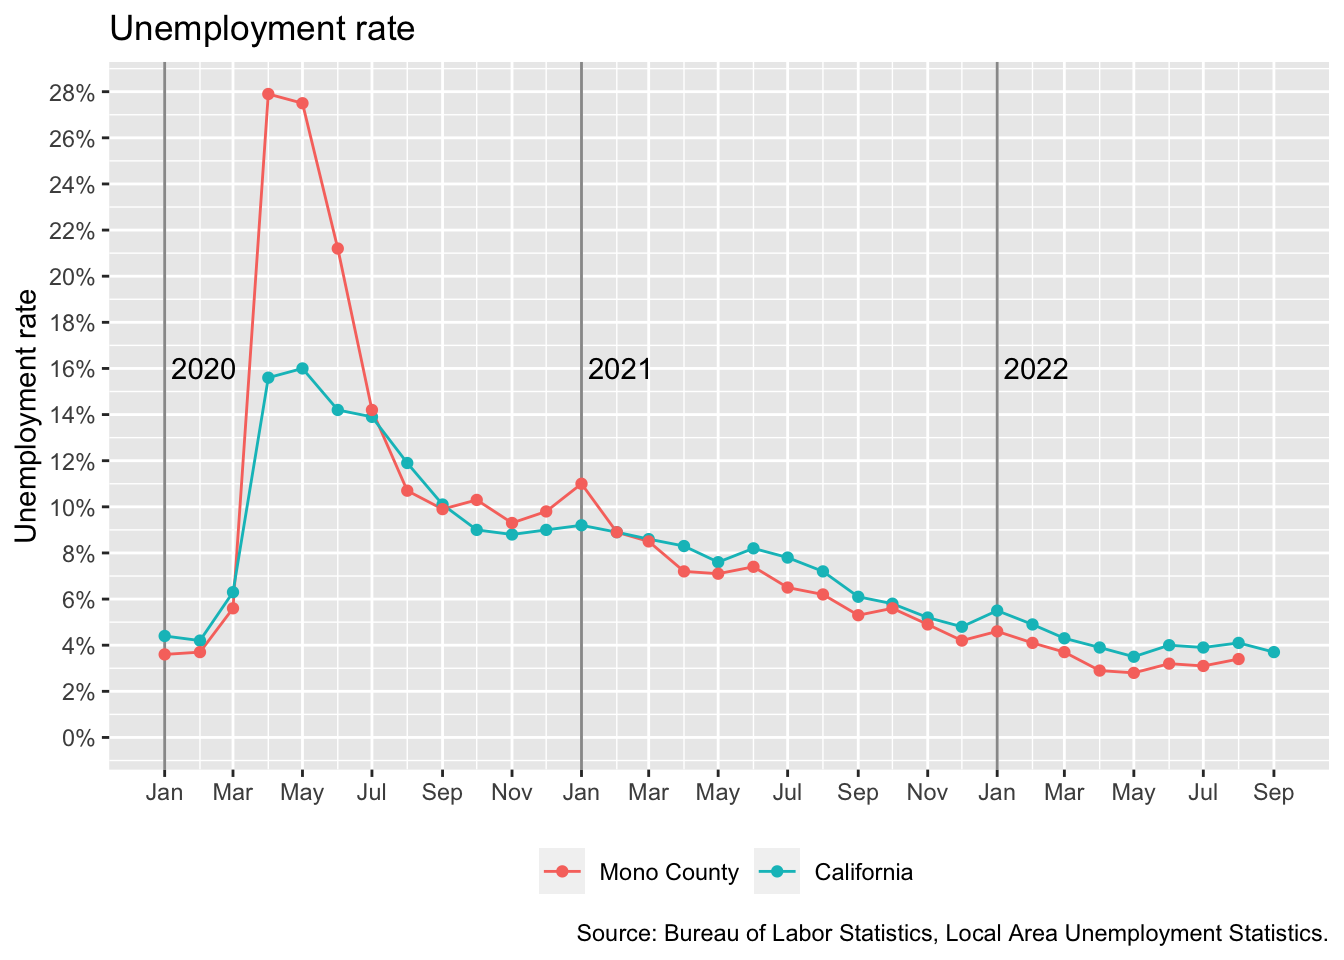 Unemployment rate
Unemployment rate
28%
26%
24%
22%
20%
18%
16%
14%
12%
10%
8%
6%
4%
2%
0%
2020 2021 2022
Jan Mar May Jul Sep Nov Jan Mar May Jul Sep Nov Jan Mar May Jul Sep
Mono County California
Source: Bureau of Labor Statistics, Local Area Unemployment Statistics.